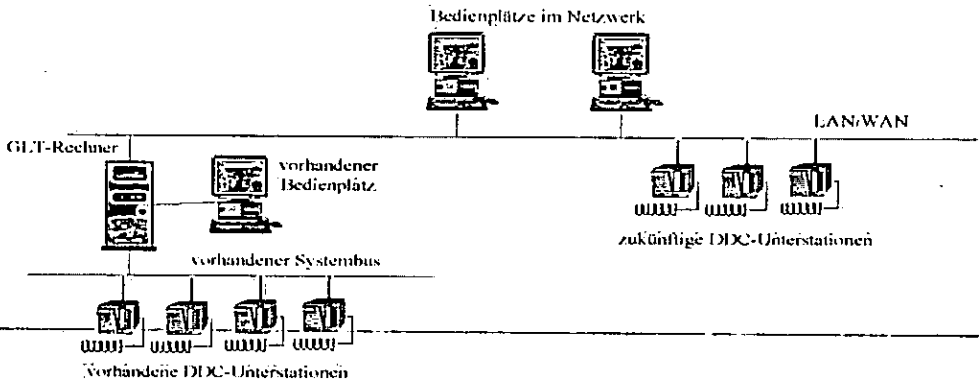 Bedienplätze im Netzwerk
LAN/WAN
GLT-Rechner
vorhandener
Bedienplatz
zukünftige DDC-Unterstationen
vorhandener Systembus
vorhandene DDC-Unterstationen